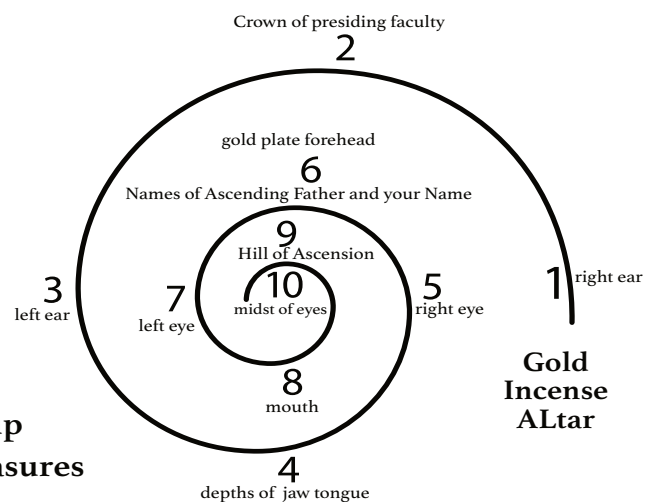 Crown of presiding faculty
2
gold plate forehead
6
Names of Ascending Father and your Name
9
Hill of Ascension
10
midst of eyes
3
left ear
7
left eye
5
right eye
1
right ear
Gold
Incense
ALtar
8
mouth
4
depths of jaw tongue